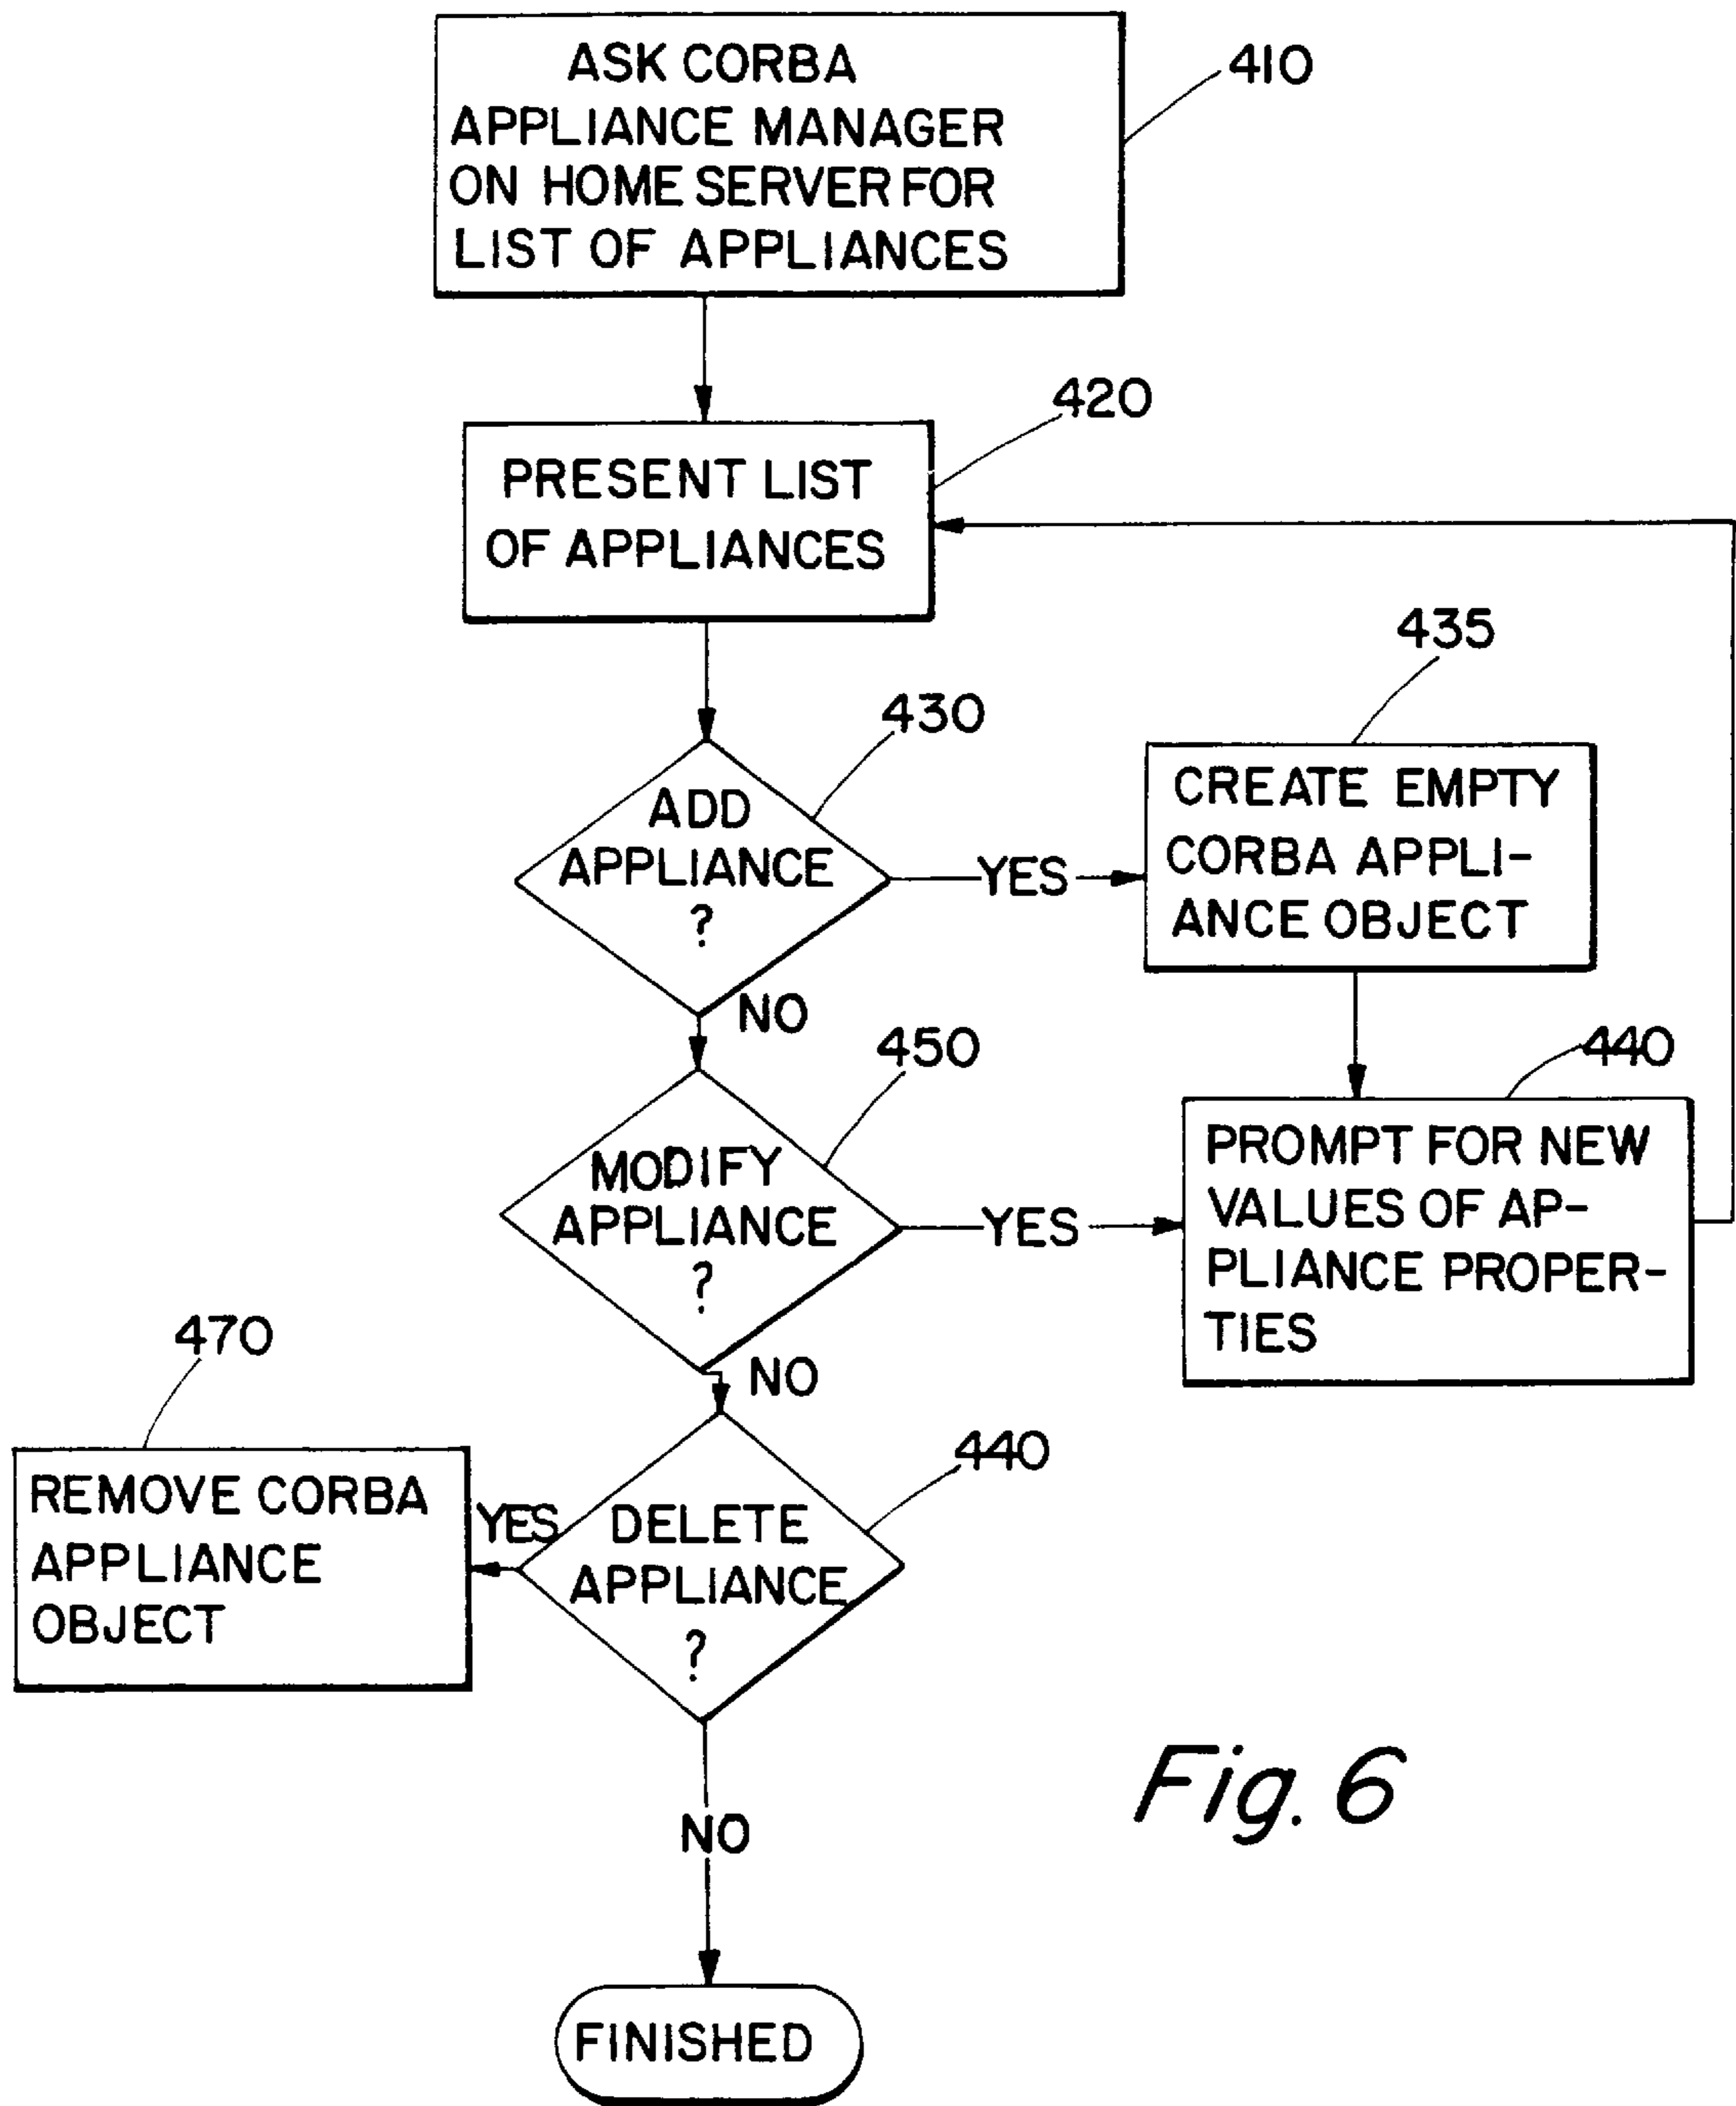 ASK CORBA
APPLIANCE MANAGER
ON HOME SERVER FOR
LIST OF APPLIANCES
410
420
PRESENT LIST
OF APPLIANCES
430
ADD
APPLIANCE
?
YES
NO
435
CREATE EMPTY
CORBA APPLI-
ANCE OBJECT
450
MODIFY
APPLIANCE
?
YES
NO
440
PROMPT FOR NEW
VALUES OF AP-
PLIANCE PROPER-
TIES
440
DELETE
APPLIANCE
?
YES
470
REMOVE CORBA
APPLIANCE
OBJECT
NO
FINISHED
Fig. 6